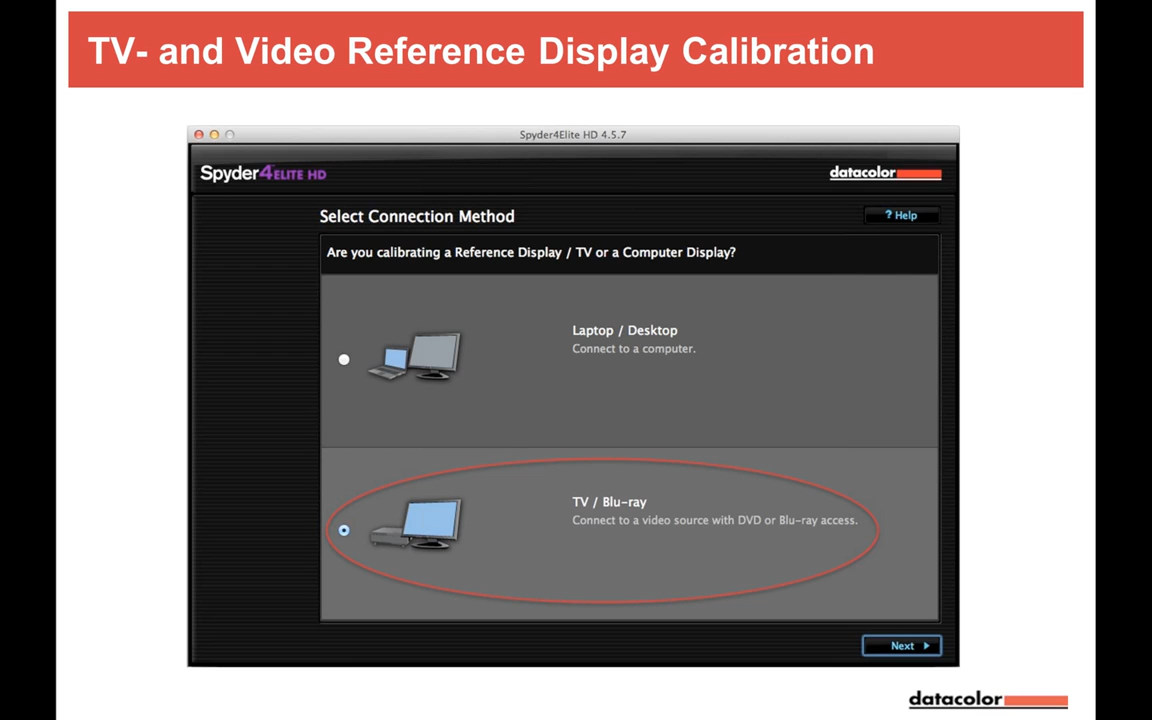 TV- and Video Reference Display Calibration
Spyder4Elite HD 4.5.7
Spyder4ELITE HD
datacolor
Select Connection Method
? Help
Are you calibrating a Reference Display / TV or a Computer Display?
Laptop / Desktop
Connect to a computer.
TV / Blu-ray
Connect to a video source with DVD or Blu-ray access.
Next
datacolor